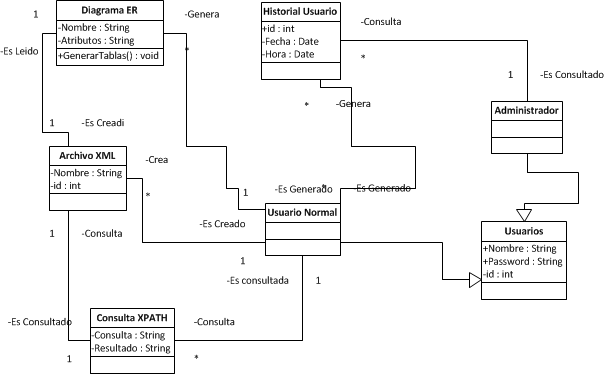 1
Diagrama ER
-Nombre : String
-Atributos : String
+GenerarTablas() : void
-Genera
*
-Es Leido
Historial Usuario
+id : int
-Fecha : Date
-Hora : Date
-Consulta
*
1
-Es Consultado
Administrador
*
-Genera
1
-Es Creadi
Archivo XML
-Nombre : String
-id : int
-Crea
*
1
-Es Generado
*
-Es Generado
Usuario Normal
-Es Creado
1
Usuarios
+Nombre : String
+Password : String
-id : int
1
-Consulta
-Es consultada
1
-Es Consultado
1
Consulta XPATH
-Consulta : String
-Resultado : String
-Consulta
*